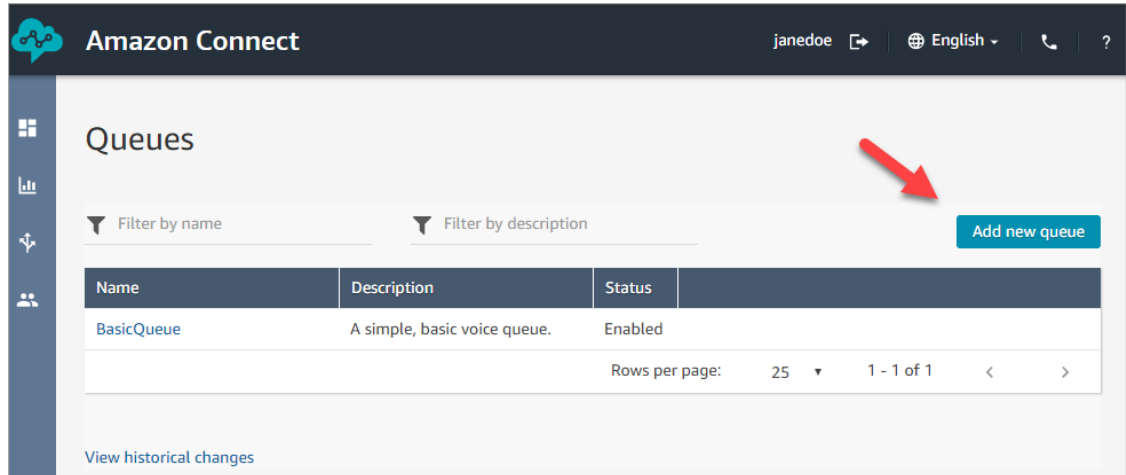 Amazon Connect janedoe English ?
Queues
Filter by name Filter by description
Add new queue
Name Description Status
BasicQueue A simple, basic voice queue. Enabled
Rows per page: 25 1 - 1 of 1 < >
View historical changes